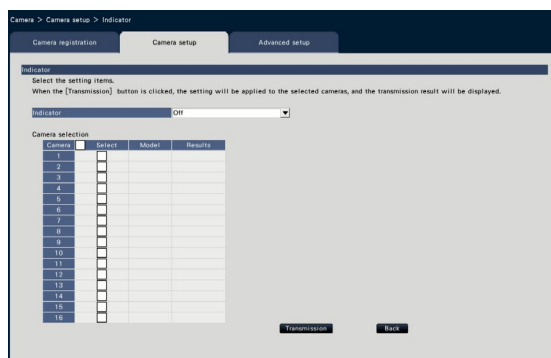 Camera > Camera setup > Indicator
Camera registration Camera setup Advanced setup
Indicator
Select the setting items.
When the [Transmission] button is clicked, the setting will be applied to the selected cameras, and the transmission result will be displayed.
Indicator Off
Camera selection
Camera Select Model Results
1
2
3
4
5
6
7
8
9
10
11
12
13
14
15
16
Transmission Back